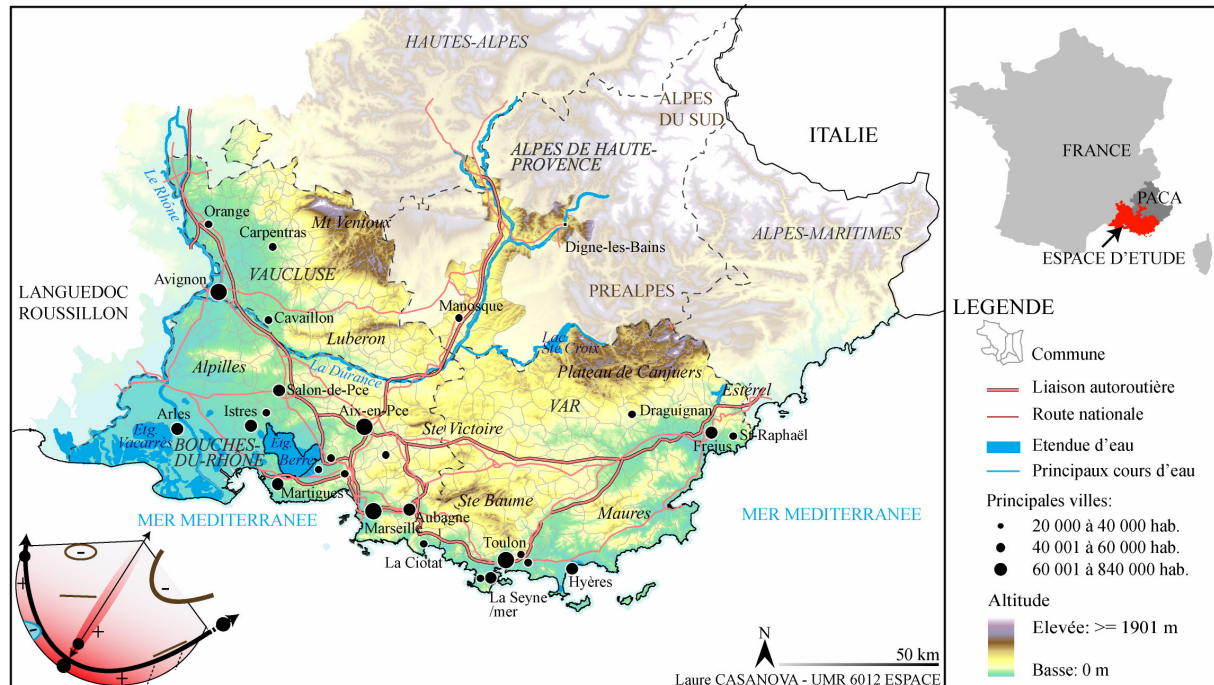 HAUTES-ALPES
ALPES
DU SUD
ITALIE
ALPES DE HAUTE-
PROVENCE
Le Rhône
Orange
Mt Ventoux
Carpentras
Digne-les-Bains
ALPES-MARITIMES
VAUCLUSE
Avignon
PREALPES
LANGUEDOC
ROUSSILLON
Manosque
Cavaillon
Luberon
Lac
Ste Croix
La Durance
Alpilles
Plateau de Canjuers
Salon-de-Pce
Estérel
VAR
Arles
Istres
Aix-en-Pce
Draguignan
Etg.
Vacarrès
Ste Victoire
St-Raphaël
BOUCHES-
DU-RHÔNE
Etg.
Berre
Frejus
Martigues
Ste Baume
Maures
MER MEDITERRANEE
Marseille
Aubagne
MER MEDITERRANEE
La Ciotat
Toulon
Hyères
La Seyne
/mer
-
-
+
-
+
+
N
50 km
Laure CASANOVA - UMR 6012 ESPACE
FRANCE
PACA
ESPACE D'ETUDE
LEGENDE
Commune
Liaison autoroutière
Route nationale
Etendue d'eau
Principaux cours d'eau
Principales villes:
20 000 à 40 000 hab.
40 001 à 60 000 hab.
60 001 à 840 000 hab.
Altitude
Elevée: >= 1901 m
Basse: 0 m